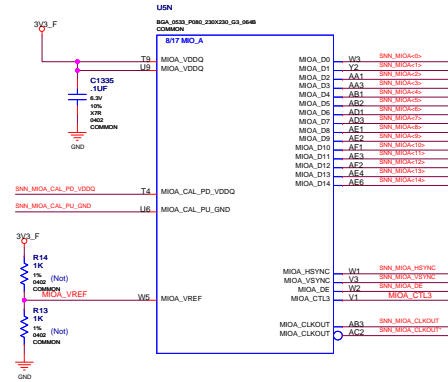 U5N
BGA_0533_P080_230X230_G3_064B
COMMON
8/17 MIO_A
3V3_F
T9 MIOA_VDDQ
U9 MIOA_VDDQ
C1335
.1UF
6.3V
10%
X7R
0402
COMMON
GND
MIOA_D0 W3 SNN_MIOA<0>
MIOA_D1 Y2 SNN_MIOA<1>
MIOA_D2 AA1 SNN_MIOA<2>
MIOA_D3 AA3 SNN_MIOA<3>
MIOA_D4 AB1 SNN_MIOA<4>
MIOA_D5 AB2 SNN_MIOA<5>
MIOA_D6 AD1 SNN_MIOA<6>
MIOA_D7 AD3 SNN_MIOA<7>
MIOA_D8 AE1 SNN_MIOA<8>
MIOA_D9 AE2 SNN_MIOA<9>
MIOA_D10 AF1 SNN_MIOA<10>
MIOA_D11 AE3 SNN_MIOA<11>
MIOA_D12 AF2 SNN_MIOA<12>
MIOA_D13 AE4 SNN_MIOA<13>
MIOA_D14 AE6 SNN_MIOA<14>
SNN_MIOA_CAL_PD_VDDQ T4 MIOA_CAL_PD_VDDQ
SNN_MIOA_CAL_PU_GND U6 MIOA_CAL_PU_GND
3V3_F
R14
1K
1% (Not)
0402
COMMON
MIOA_VREF W5 MIOA_VREF
R13
1K
1% (Not)
0402
COMMON
GND
MIOA_HSYNC W1 SNN_MIOA_HSYNC
MIOA_VSYNC V3 SNN_MIOA_VSYNC
MIOA_DE W2 SNN_MIOA_DE
MIOA_CTL3 V1 MIOA_CTL3
MIOA_CLKOUT AB3 SNN_MIOA_CLKOUT
MIOA_CLKOUT AC2 SNN_MIOA_CLKOUT*